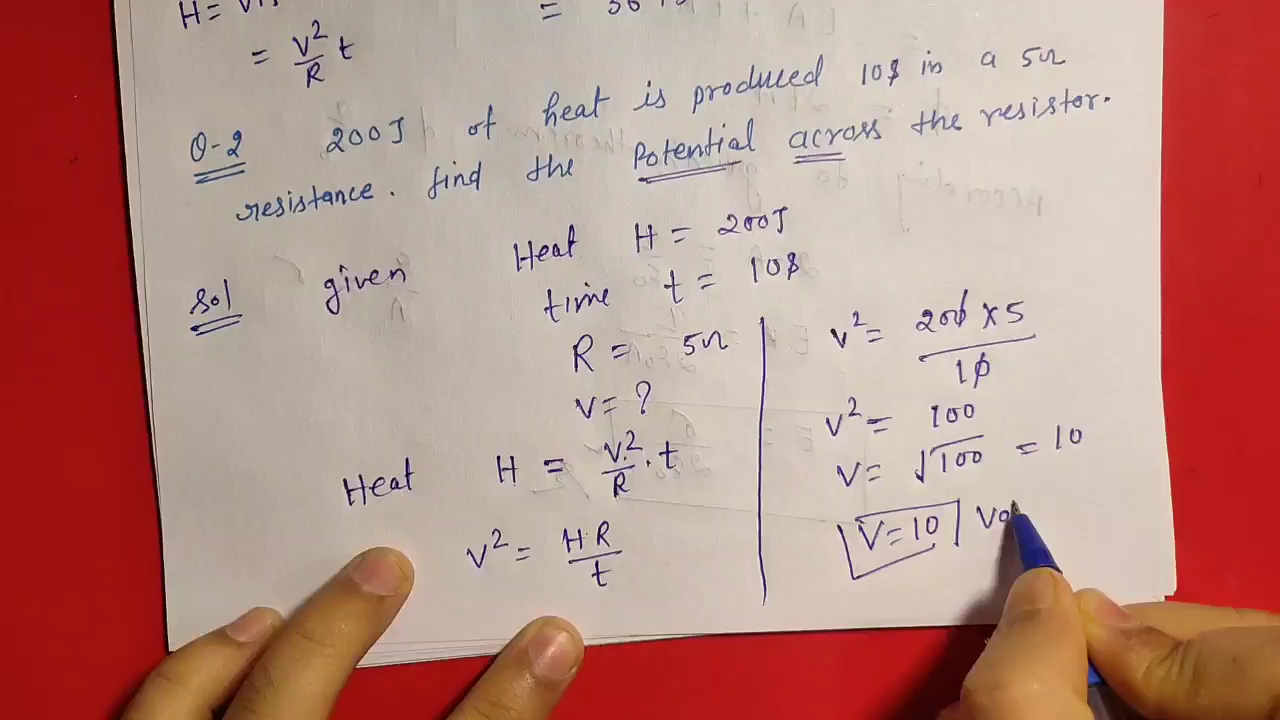 H =
=
= V²/R t
Q-2 200J of heat is produced 10s in a 5Ω
resistance. find the Potential across the resistor.
Sol given Heat H = 200J
time t = 10s
R = 5Ω
V = ?
Heat H = V²/R . t
V² = H.R/t
V² = 200 x 5 / 10
V² = 100
V = √100 = 10
V = 10 Vo